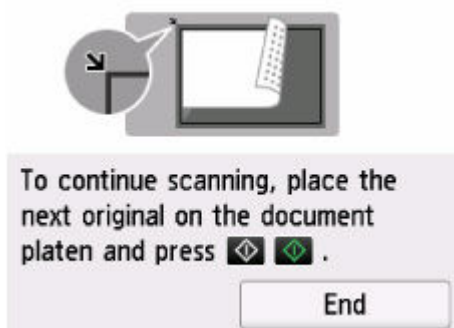 To continue scanning, place the
next original on the document
platen and press .
End